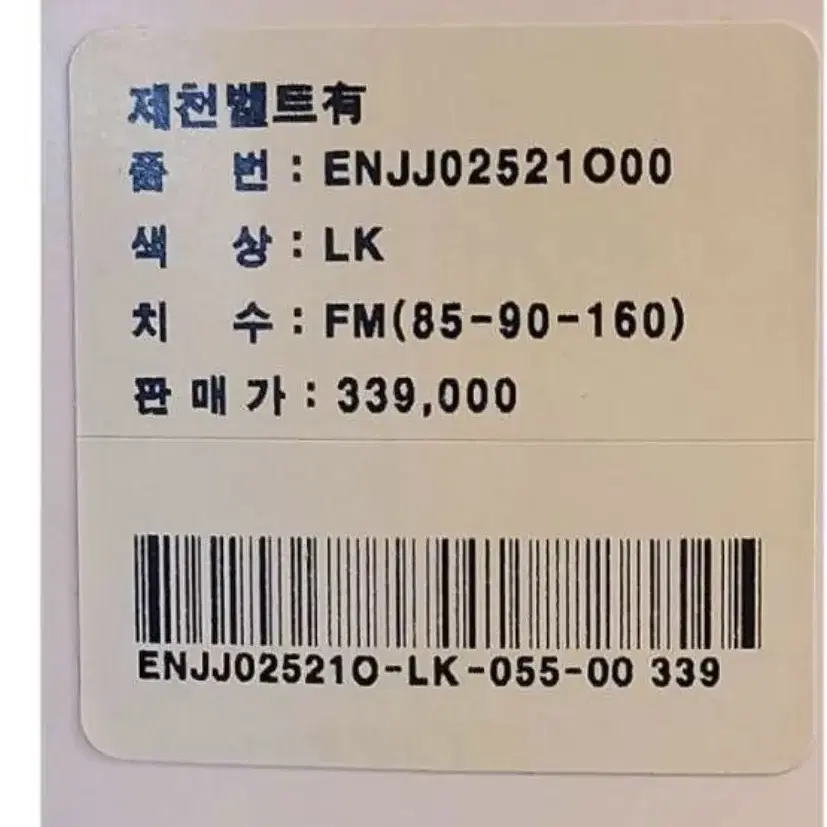 제천벨트有
품 번 : ENJJ02521O00
색 상 : LK
치 수 : FM(85-90-160)
판 매 가 : 339,000
ENJJ02521O-LK-055-00 339